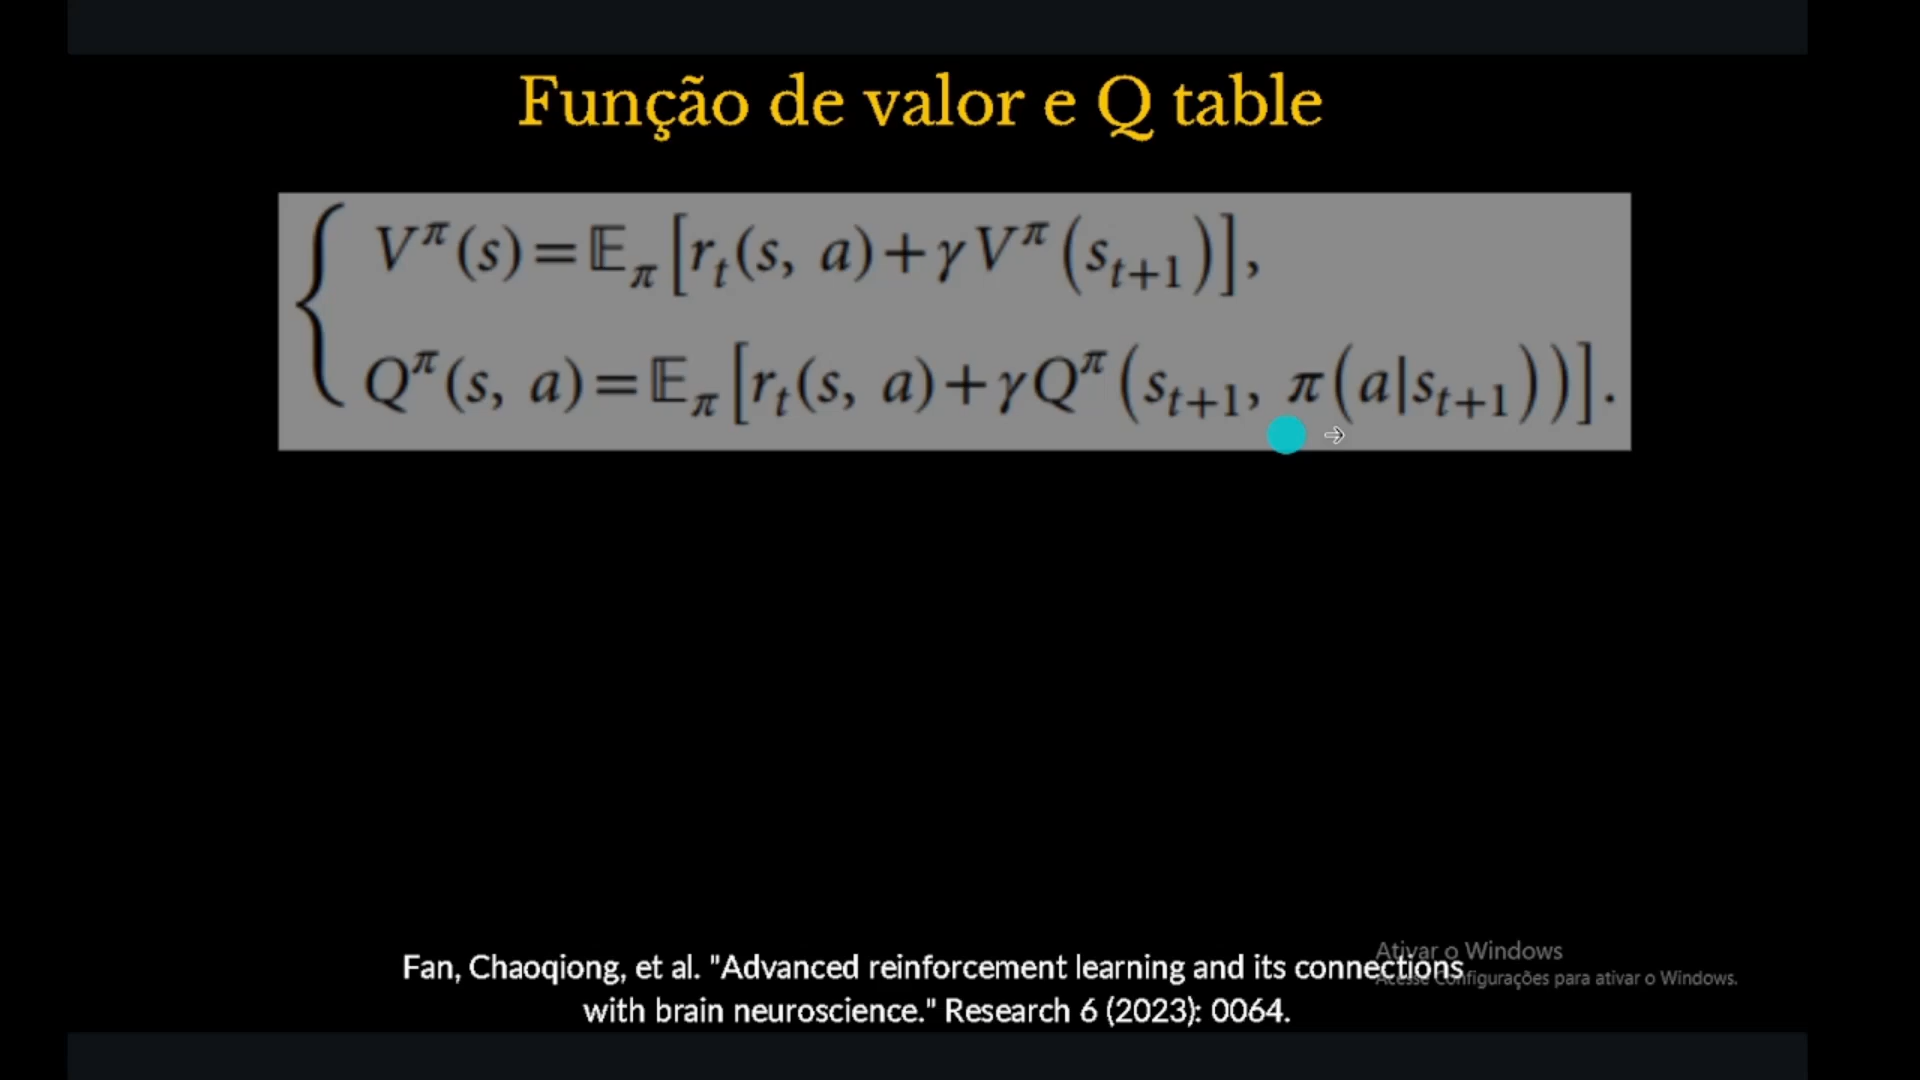 Função de valor e Q table
V^π(s) = 𝔼_π[r_t(s, a) + γV^π(s_{t+1})],
Q^π(s, a) = 𝔼_π[r_t(s, a) + γQ^π(s_{t+1}, π(a|s_{t+1}))].
Fan, Chaoqiong, et al. "Advanced reinforcement learning and its connections
with brain neuroscience." Research 6 (2023): 0064.
Ativar o Windows
Acesse Configurações para ativar o Windows.